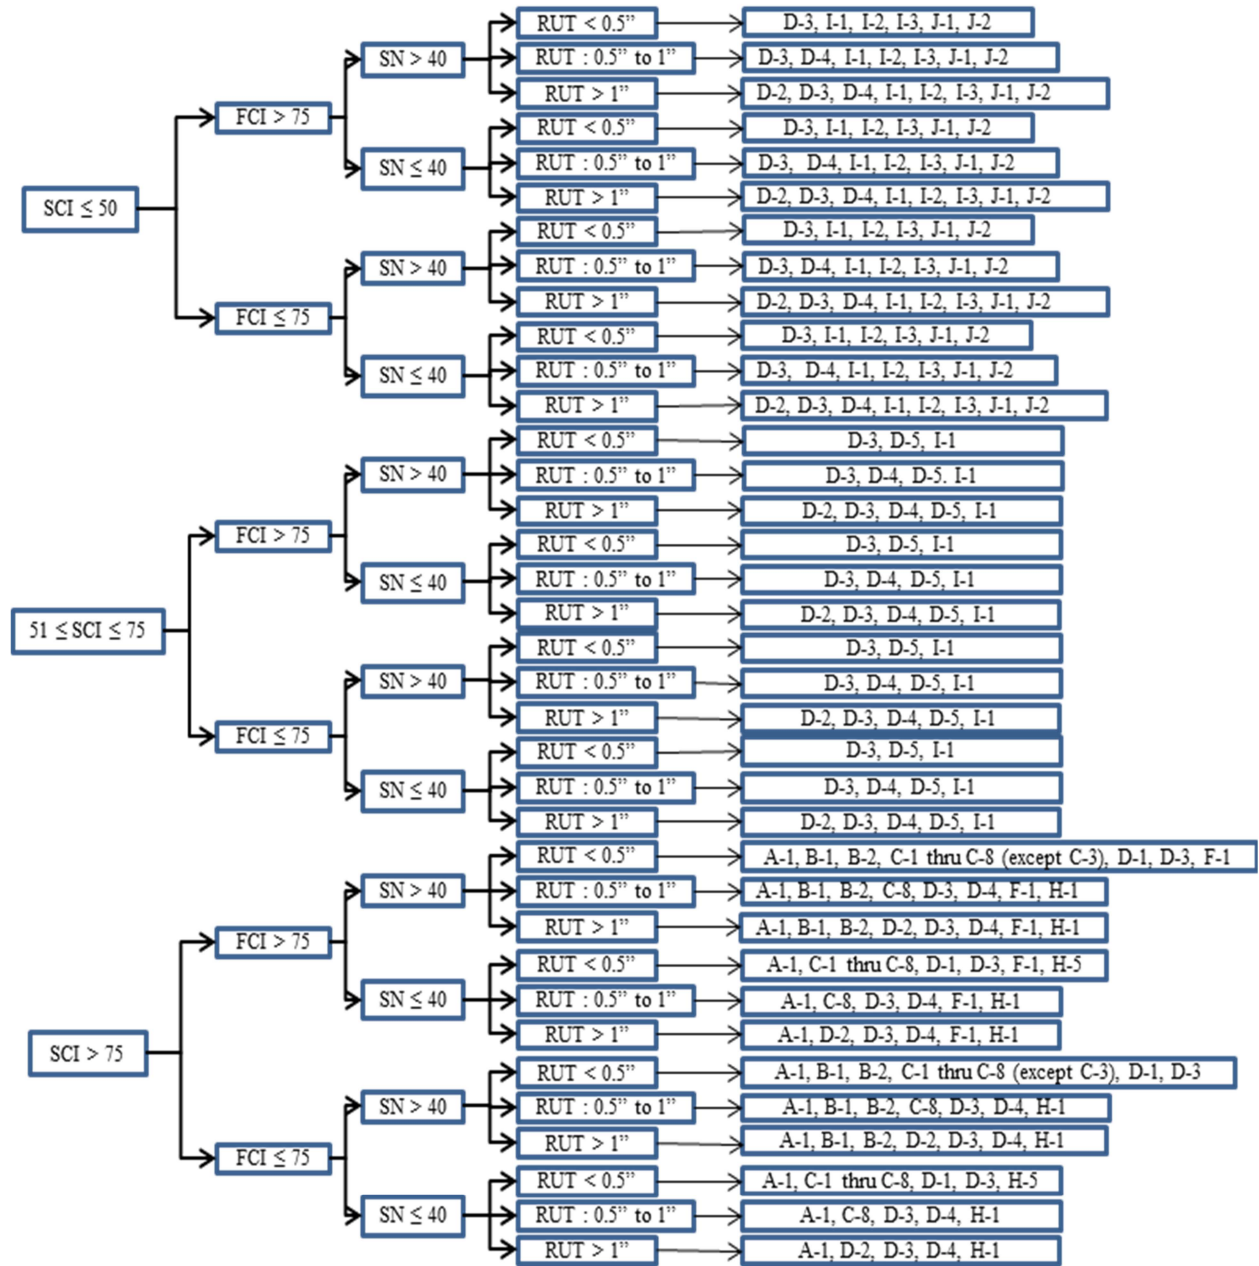 RUT < 0.5” D-3, I-1, I-2, I-3, J-1, J-2
SN > 40 RUT : 0.5” to 1” D-3, D-4, I-1, I-2, I-3, J-1, J-2
RUT > 1” D-2, D-3, D-4, I-1, I-2, I-3, J-1, J-2
FCI > 75
RUT < 0.5” D-3, I-1, I-2, I-3, J-1, J-2
SN ≤ 40 RUT : 0.5” to 1” D-3, D-4, I-1, I-2, I-3, J-1, J-2
RUT > 1” D-2, D-3, D-4, I-1, I-2, I-3, J-1, J-2
SCI ≤ 50
RUT < 0.5” D-3, I-1, I-2, I-3, J-1, J-2
SN > 40 RUT : 0.5” to 1” D-3, D-4, I-1, I-2, I-3, J-1, J-2
RUT > 1” D-2, D-3, D-4, I-1, I-2, I-3, J-1, J-2
FCI ≤ 75
RUT < 0.5” D-3, I-1, I-2, I-3, J-1, J-2
SN ≤ 40 RUT : 0.5” to 1” D-3, D-4, I-1, I-2, I-3, J-1, J-2
RUT > 1” D-2, D-3, D-4, I-1, I-2, I-3, J-1, J-2
RUT < 0.5” D-3, D-5, I-1
SN > 40 RUT : 0.5” to 1” D-3, D-4, D-5. I-1
RUT > 1” D-2, D-3, D-4, D-5, I-1
FCI > 75
RUT < 0.5” D-3, D-5, I-1
SN ≤ 40 RUT : 0.5” to 1” D-3, D-4, D-5, I-1
RUT > 1” D-2, D-3, D-4, D-5, I-1
51 ≤ SCI ≤ 75
RUT < 0.5” D-3, D-5, I-1
SN > 40 RUT : 0.5” to 1” D-3, D-4, D-5, I-1
RUT > 1” D-2, D-3, D-4, D-5, I-1
FCI ≤ 75
RUT < 0.5” D-3, D-5, I-1
SN ≤ 40 RUT : 0.5” to 1” D-3, D-4, D-5, I-1
RUT > 1” D-2, D-3, D-4, D-5, I-1
RUT < 0.5” A-1, B-1, B-2, C-1 thru C-8 (except C-3), D-1, D-3, F-1
SN > 40 RUT : 0.5” to 1” A-1, B-1, B-2, C-8, D-3, D-4, F-1, H-1
RUT > 1” A-1, B-1, B-2, D-2, D-3, D-4, F-1, H-1
FCI > 75
RUT < 0.5” A-1, C-1 thru C-8, D-1, D-3, F-1, H-5
SN ≤ 40 RUT : 0.5” to 1” A-1, C-8, D-3, D-4, F-1, H-1
RUT > 1” A-1, D-2, D-3, D-4, F-1, H-1
SCI > 75
RUT < 0.5” A-1, B-1, B-2, C-1 thru C-8 (except C-3), D-1, D-3
SN > 40 RUT : 0.5” to 1” A-1, B-1, B-2, C-8, D-3, D-4, H-1
RUT > 1” A-1, B-1, B-2, D-2, D-3, D-4, H-1
FCI ≤ 75
RUT < 0.5” A-1, C-1 thru C-8, D-1, D-3, H-5
SN ≤ 40 RUT : 0.5” to 1” A-1, C-8, D-3, D-4, H-1
RUT > 1” A-1, D-2, D-3, D-4, H-1